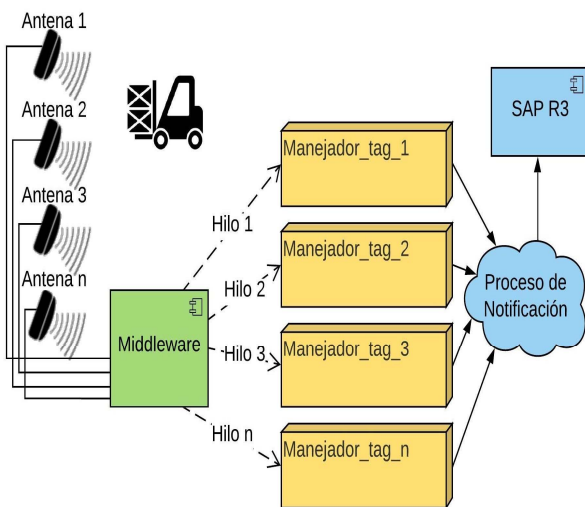 Antena 1
Antena 2
Antena 3
Antena n
Middleware
Hilo 1
Hilo 2
Hilo 3
Hilo n
Manejador_tag_1
Manejador_tag_2
Manejador_tag_3
Manejador_tag_n
SAP R3
Proceso de
Notificación